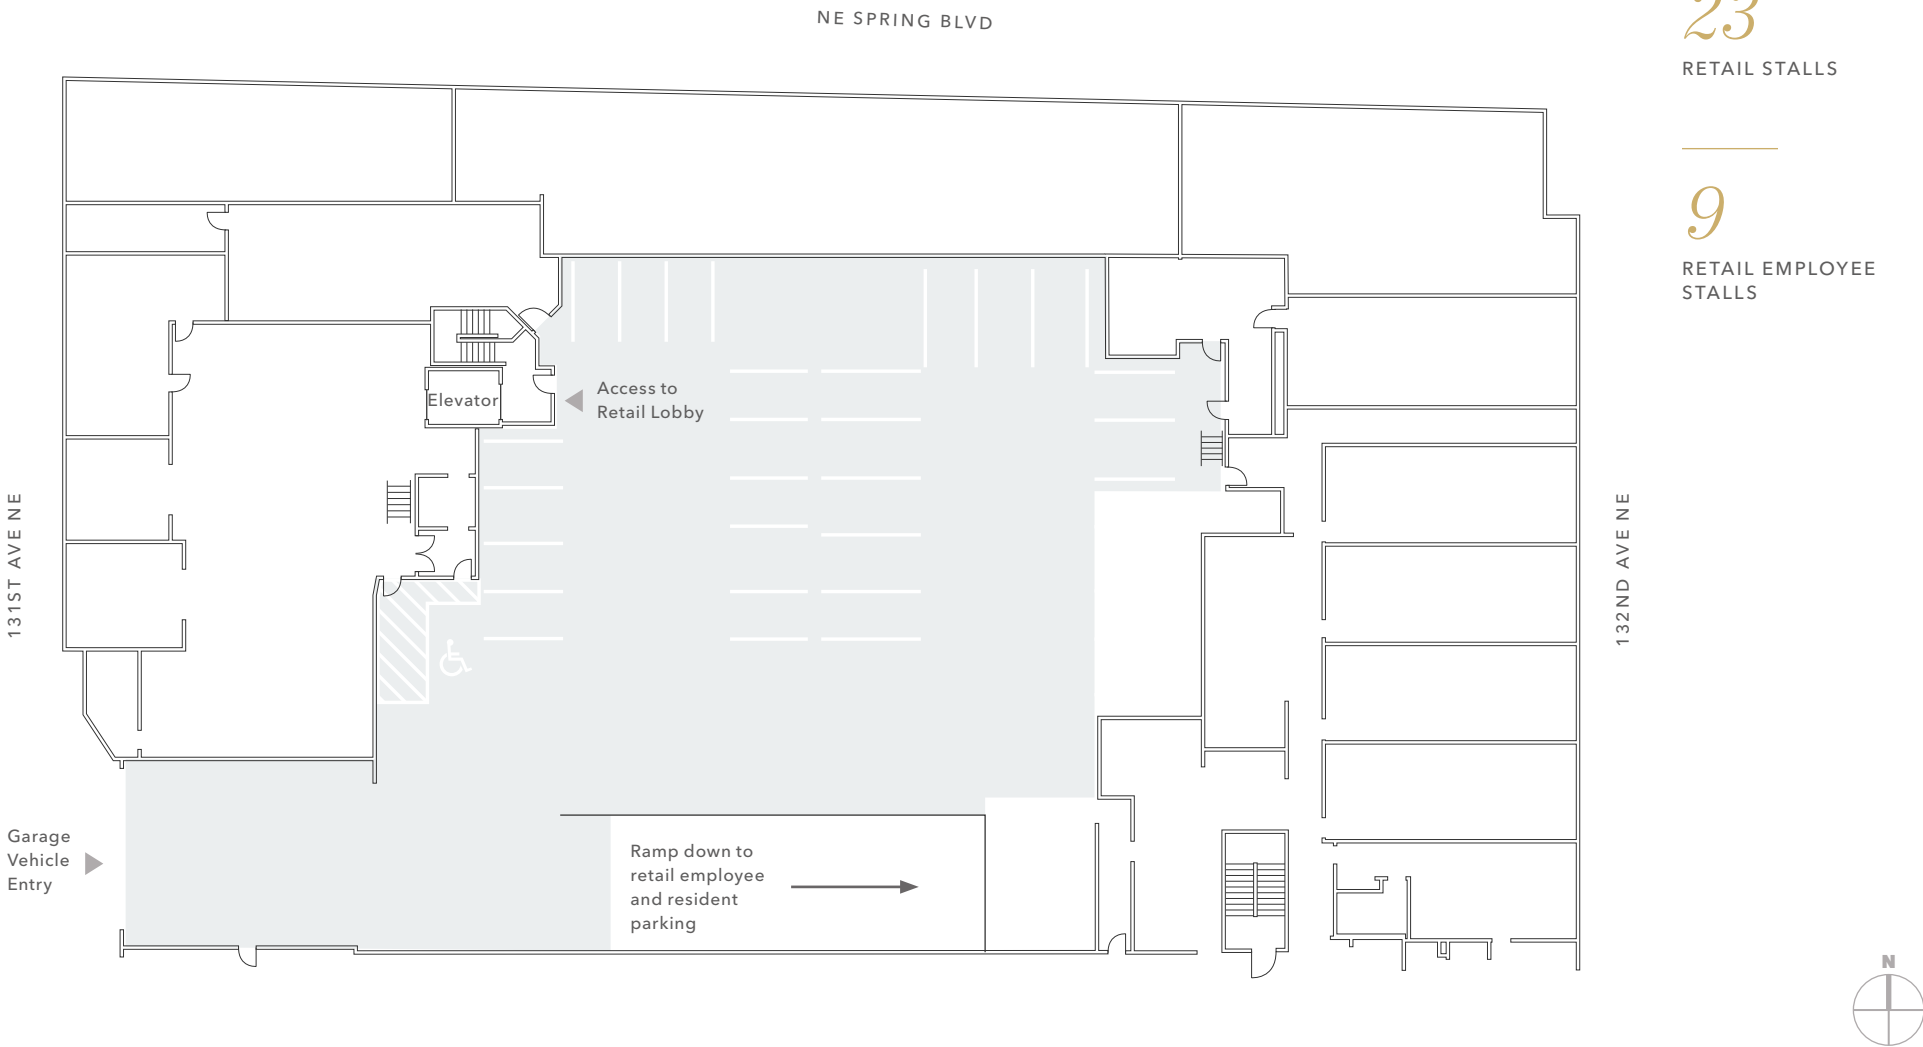 NE SPRING BLVD
23
RETAIL STALLS
9
RETAIL EMPLOYEE
STALLS
Elevator
Access to
Retail Lobby
131ST AVE NE
132ND AVE NE
Garage
Vehicle
Entry
Ramp down to
retail employee
and resident
parking
N